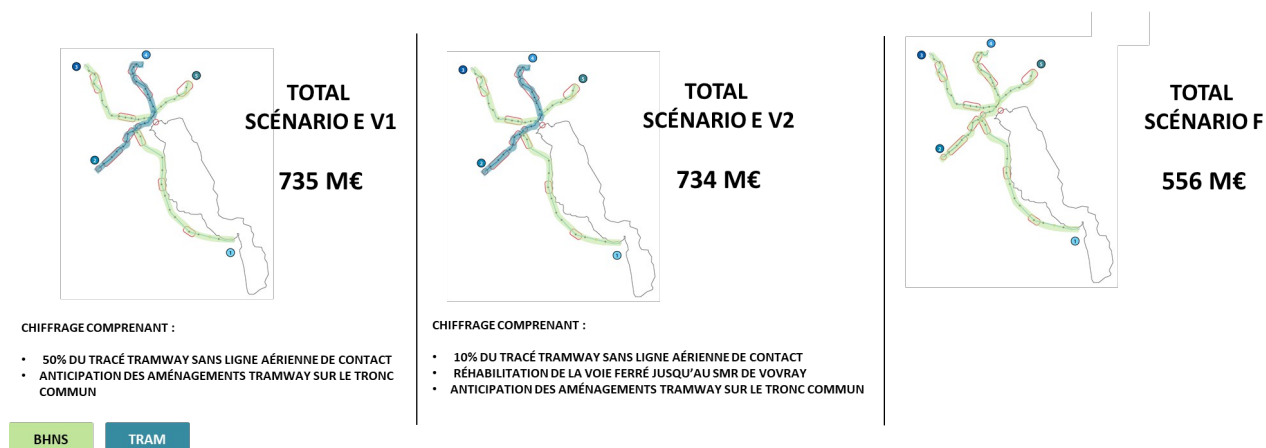 TOTAL
SCÉNARIO E V1
735 M€
CHIFFRAGE COMPRENANT :
• 50% DU TRACÉ TRAMWAY SANS LIGNE AÉRIENNE DE CONTACT
• ANTICIPATION DES AMÉNAGEMENTS TRAMWAY SUR LE TRONC
COMMUN
TOTAL
SCÉNARIO E V2
734 M€
CHIFFRAGE COMPRENANT :
• 10% DU TRACÉ TRAMWAY SANS LIGNE AÉRIENNE DE CONTACT
• RÉHABILITATION DE LA VOIE FERRÉ JUSQU'AU SMR DE VOVRAY
• ANTICIPATION DES AMÉNAGEMENTS TRAMWAY SUR LE TRONC COMMUN
TOTAL
SCÉNARIO F
556 M€
BHNS
TRAM